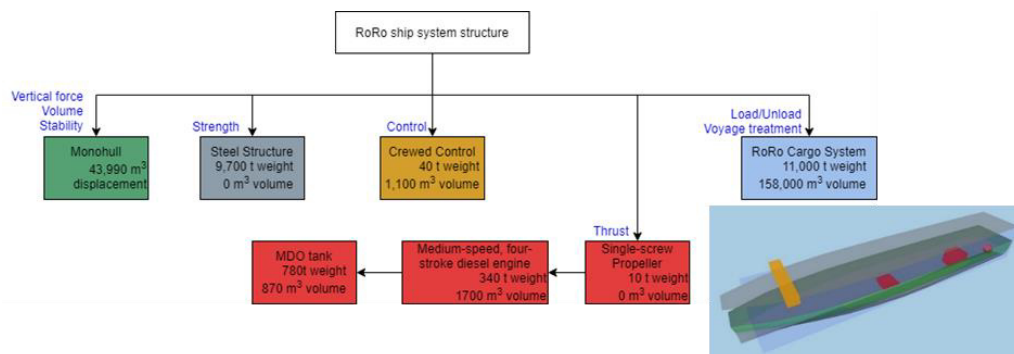 RoRo ship system structure
Vertical force
Volume
Stability
Strength
Control
Load/Unload
Voyage treatment
Monohull
43,990 m³
displacement
Steel Structure
9,700 t weight
0 m³ volume
Crewed Control
40 t weight
1,100 m³ volume
RoRo Cargo System
11,000 t weight
158,000 m³ volume
Thrust
MDO tank
780t weight
870 m³ volume
Medium-speed, four-
stroke diesel engine
340 t weight
1700 m³ volume
Single-screw
Propeller
10 t weight
0 m³ volume